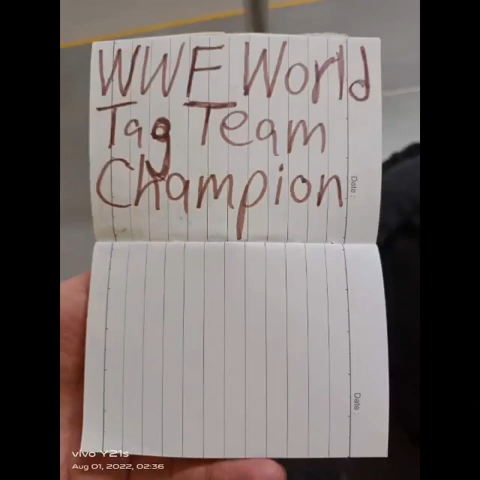 WWF World
Tag Team
Champion
Date :
Date :
vivo Y21s
Aug 01, 2022, 02:36